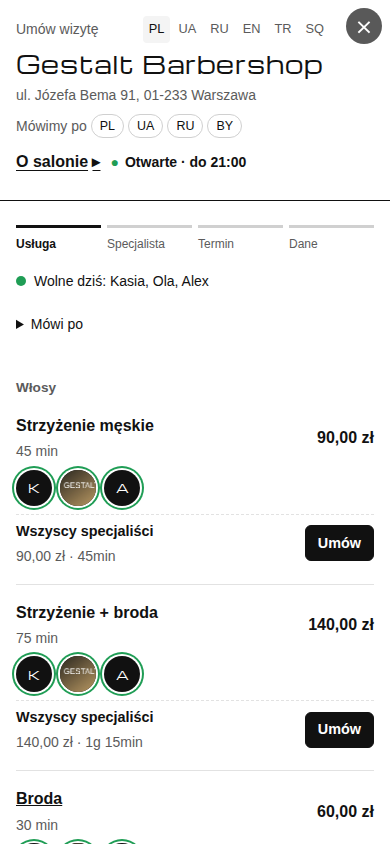 Umów wizytę PL UA RU EN TR SQ
Gestalt Barbershop
ul. Józefa Bema 91, 01-233 Warszawa
Mówimy po PL UA RU BY
O salonie ▸ ● Otwarte · do 21:00
Usługa Specjalista Termin Dane
Wolne dziś: Kasia, Ola, Alex
▸ Mówi po
Włosy
Strzyżenie męskie
90,00 zł
45 min
K GESTAL A
Wszyscy specjaliści
90,00 zł · 45min
Umów
Strzyżenie + broda
140,00 zł
75 min
K GESTAL A
Wszyscy specjaliści
140,00 zł · 1g 15min
Umów
Broda
60,00 zł
30 min